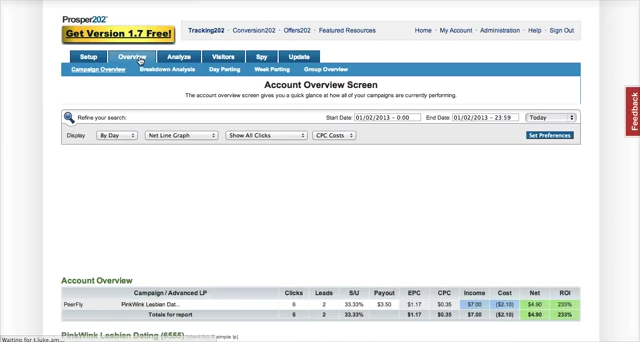 Prosper202
Get Version 1.7 Free!
Tracking202 · Conversion202 · Offers202 · Featured Resources
Home · My Account · Administration · Help · Sign Out
Setup Overview Analyze Visitors Spy Update
Campaign Overview Breakdown Analysis Day Parting Week Parting Group Overview
Account Overview Screen
The account overview screen gives you a quick glance at how all of your campaigns are currently performing.
Refine your search: Start Date: 01/02/2013 - 0:00 End Date: 01/02/2013 - 23:59 Today
Display By Day Net Line Graph Show All Clicks CPC Costs Set Preferences
Feedback
Account Overview
Campaign / Advanced LP Clicks Leads S/U Payout EPC CPC Income Cost Net ROI
PeerFly PinkWink Lesbian Dat... 6 2 33.33% $3.50 $1.17 $0.35 $7.00 ($2.10) $4.90 233%
Totals for report 6 2 33.33% $1.17 $0.35 $7.00 ($2.10) $4.90 233%
PinkWink Lesbian Dating (6555) simple lp]
Waiting for t.luke.am...